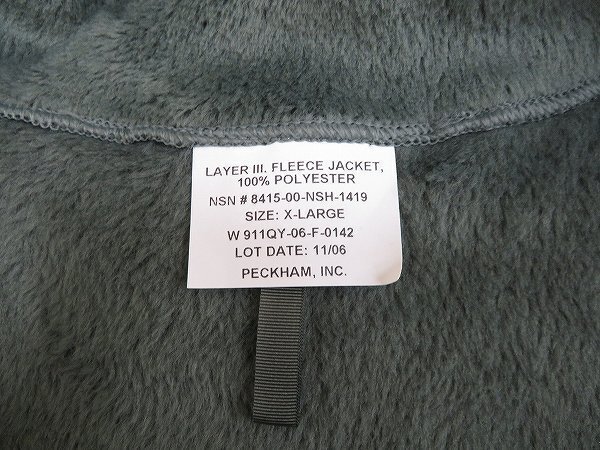 LAYER III. FLEECE JACKET,
100% POLYESTER
NSN # 8415-00-NSH-1419
SIZE: X-LARGE
W 911QY-06-F-0142
LOT DATE: 11/06
PECKHAM, INC.